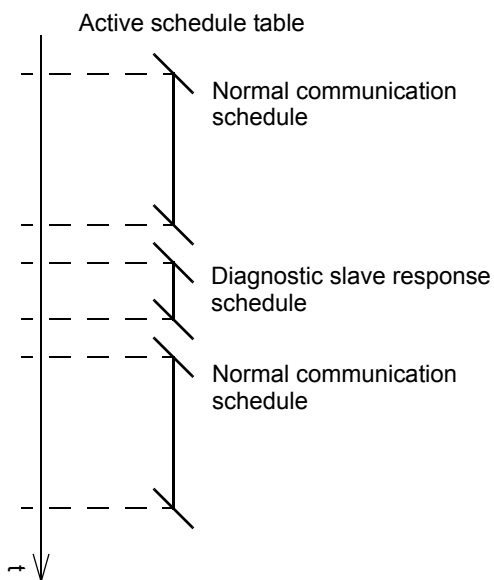 Active schedule table
Normal communication
schedule
Diagnostic slave response
schedule
Normal communication
schedule
t